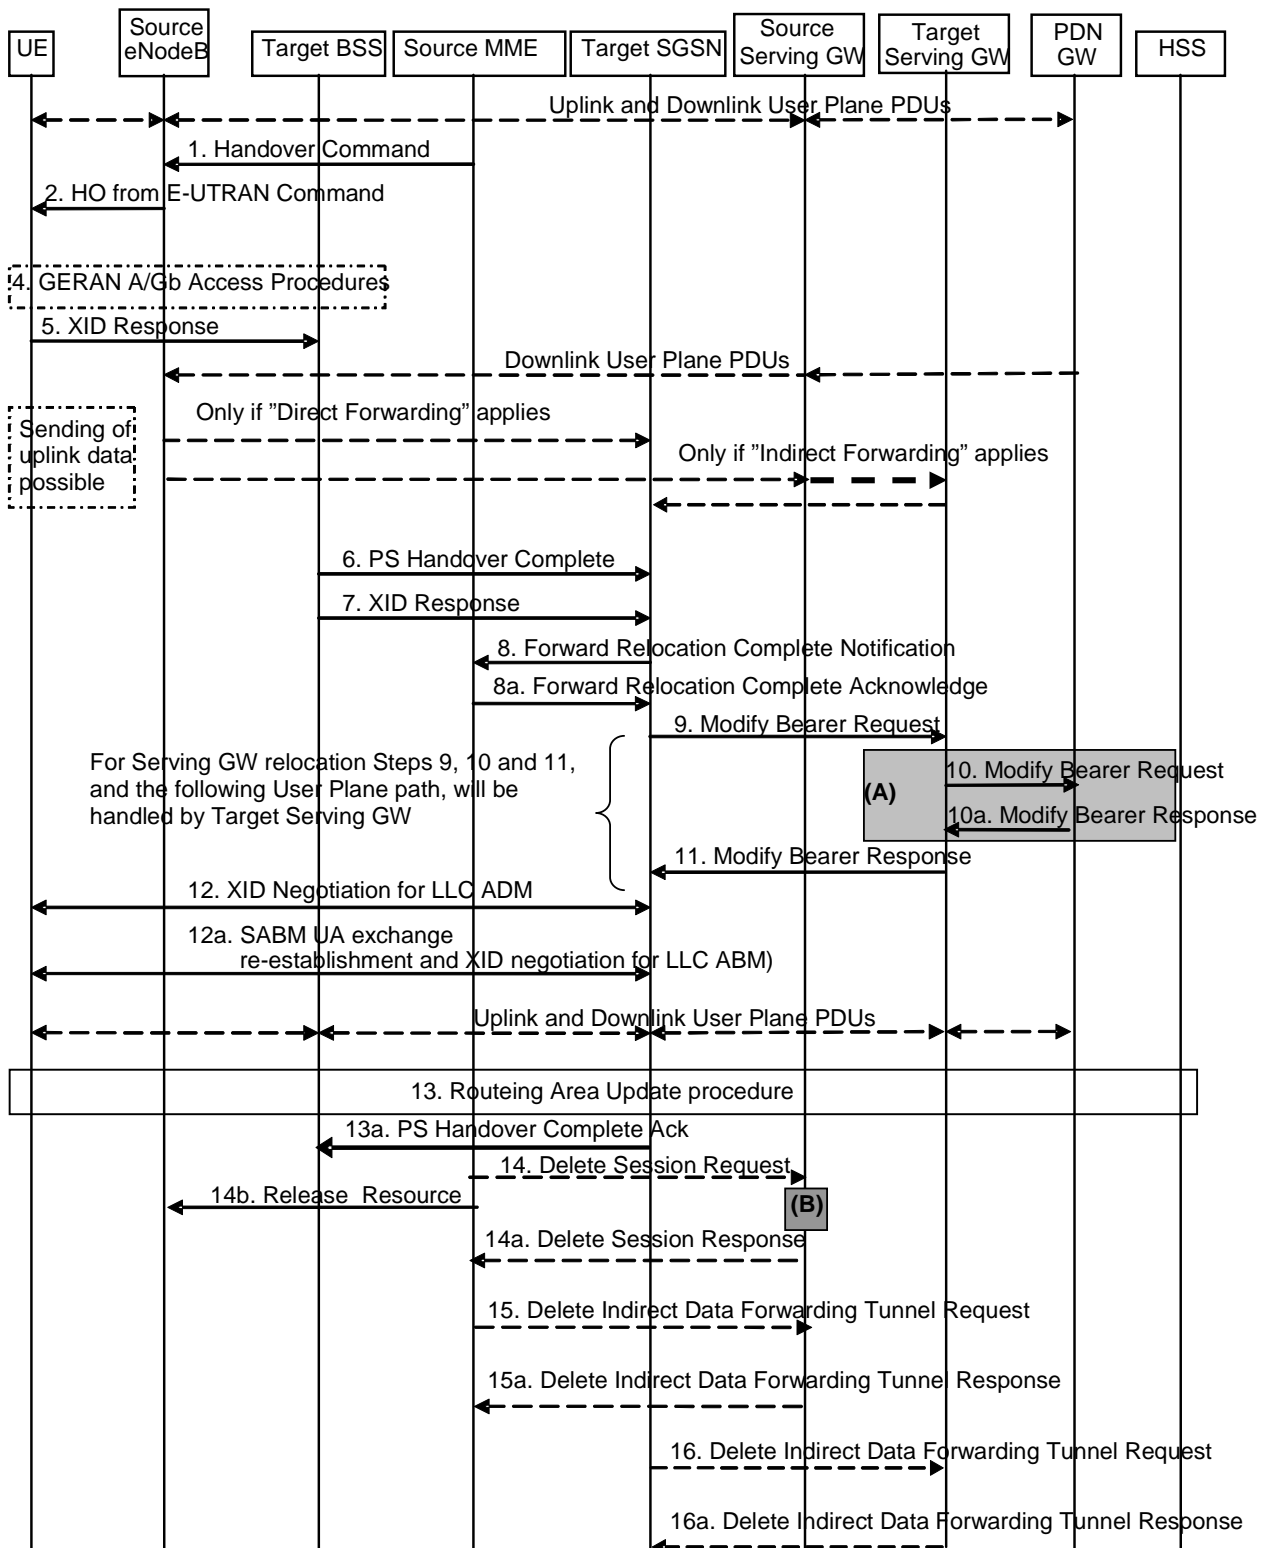 UE
Source
eNodeB
Target BSS
Source MME
Target SGSN
Source
Serving GW
Target
Serving GW
PDN
GW
HSS
Uplink and Downlink User Plane PDUs
1. Handover Command
2. HO from E-UTRAN Command
4. GERAN A/Gb Access Procedures
5. XID Response
Downlink User Plane PDUs
Sending of
uplink data
possible
Only if ”Direct Forwarding” applies
Only if ”Indirect Forwarding” applies
6. PS Handover Complete
7. XID Response
8. Forward Relocation Complete Notification
8a. Forward Relocation Complete Acknowledge
9. Modify Bearer Request
For Serving GW relocation Steps 9, 10 and 11,
and the following User Plane path, will be
handled by Target Serving GW
(A)
10. Modify Bearer Request
10a. Modify Bearer Response
11. Modify Bearer Response
12. XID Negotiation for LLC ADM
12a. SABM UA exchange
re-establishment and XID negotiation for LLC ABM)
Uplink and Downlink User Plane PDUs
13. Routeing Area Update procedure
13a. PS Handover Complete Ack
14. Delete Session Request
14b. Release Resource
(B)
14a. Delete Session Response
15. Delete Indirect Data Forwarding Tunnel Request
15a. Delete Indirect Data Forwarding Tunnel Response
16. Delete Indirect Data Forwarding Tunnel Request
16a. Delete Indirect Data Forwarding Tunnel Response